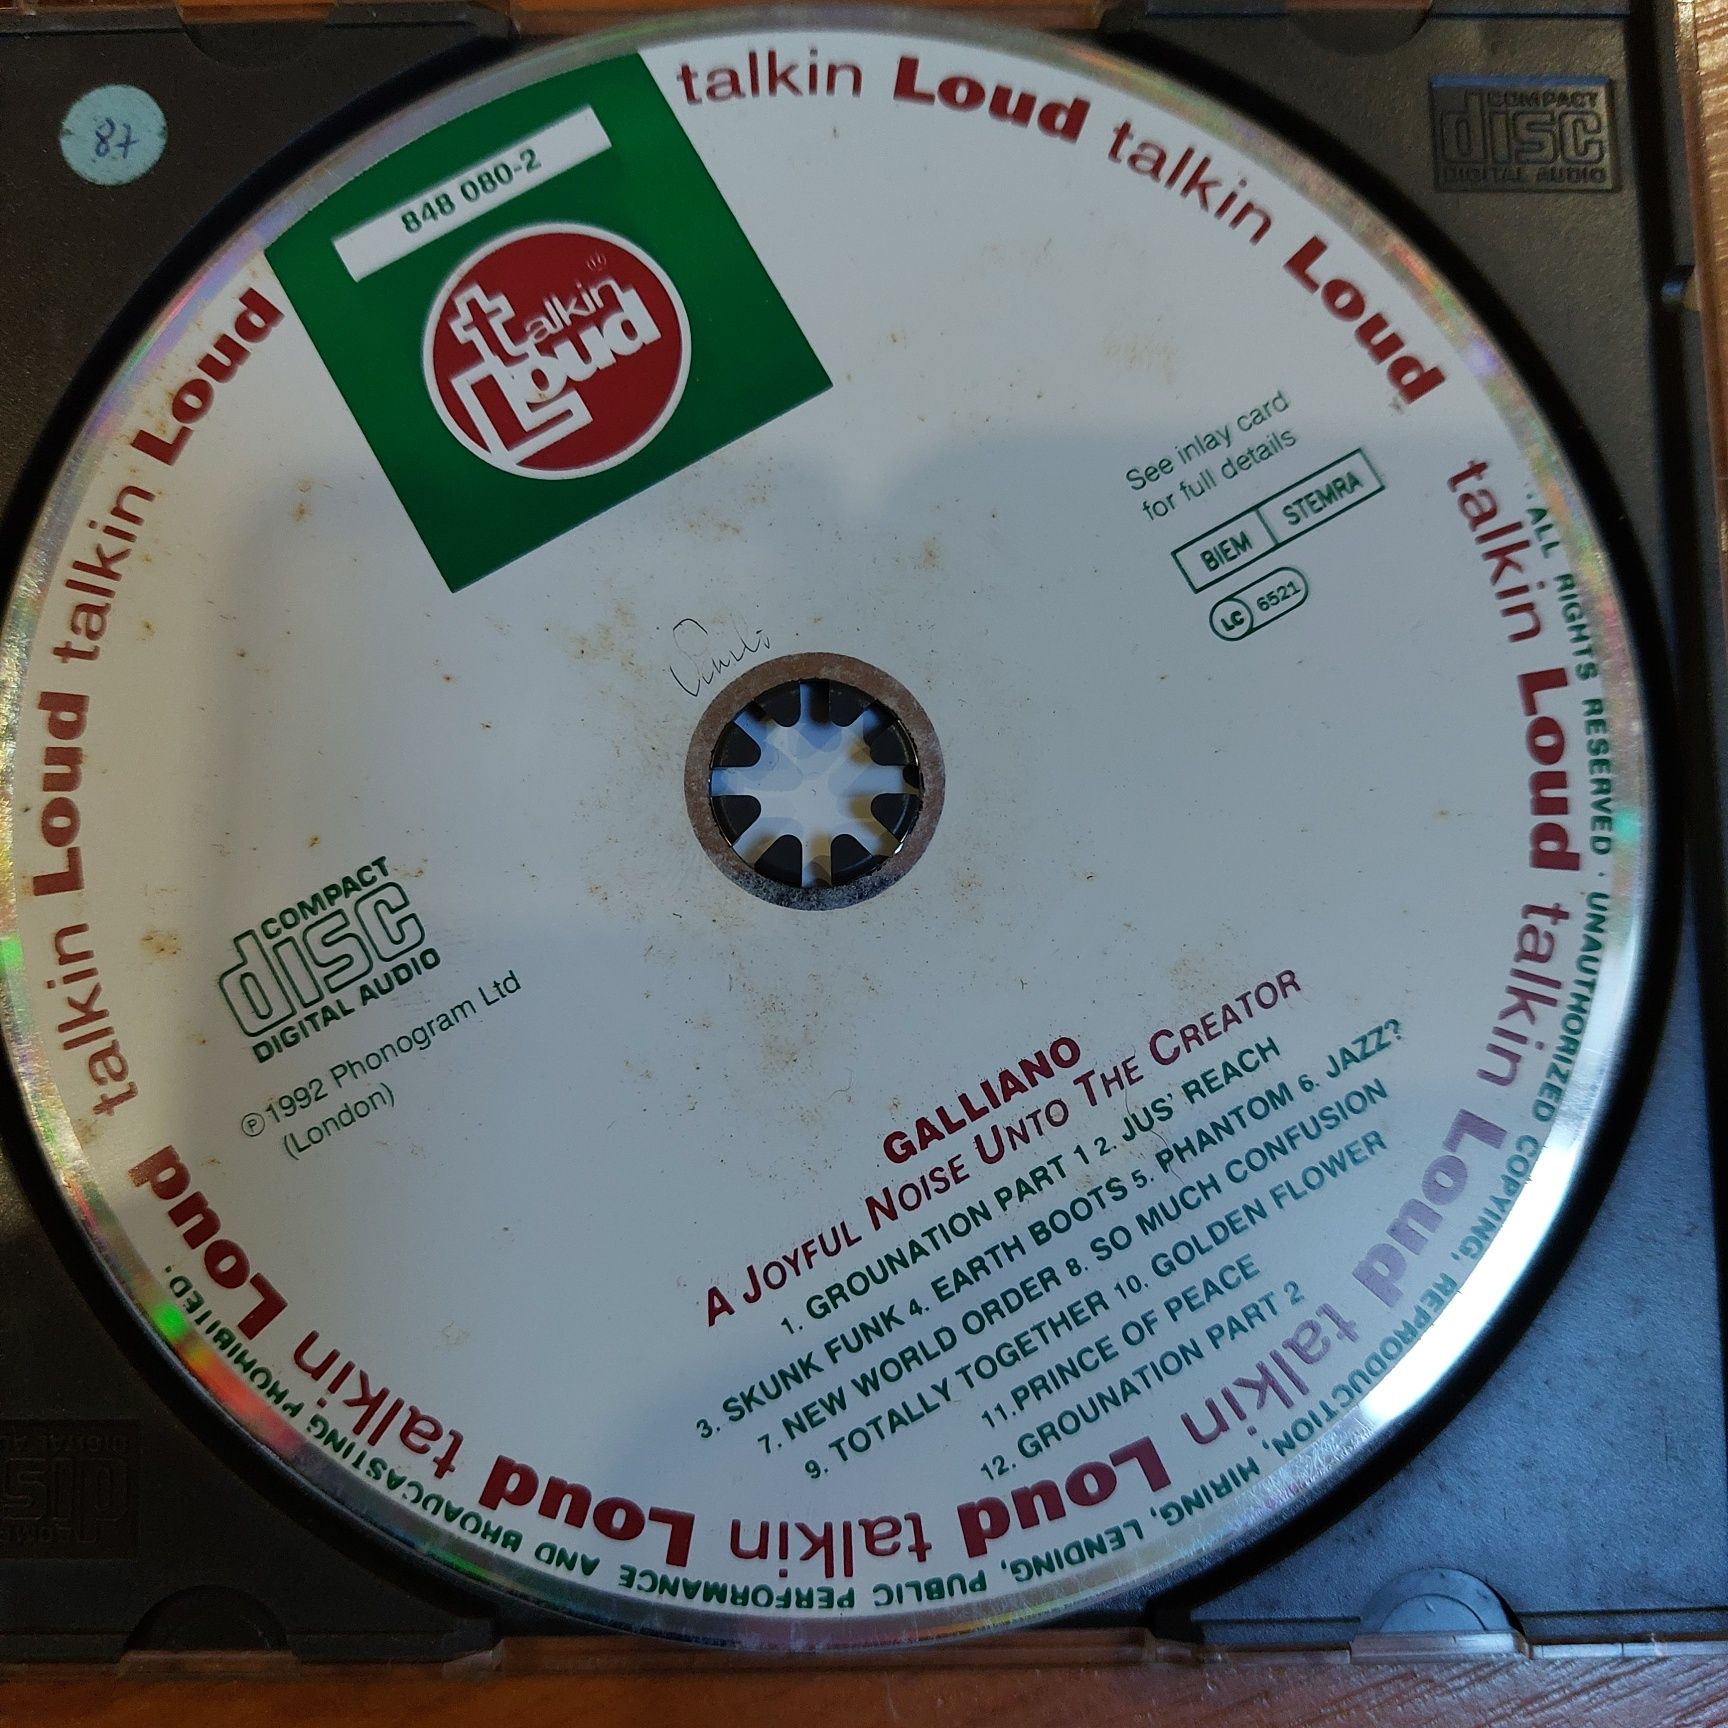 87
COMPACT
disc
DIGITAL AUDIO
talkin Loud talkin Loud talkin Loud talkin Loud talkin Loud talkin Loud talkin Loud talkin Loud talkin Loud
848 080-2
talkin
Loud
See inlay card
for full details
BIEM STEMRA
LC 6521
ALL RIGHTS RESERVED · UNAUTHORIZED COPYING, REPRODUCTION, HIRING, LENDING, PUBLIC PERFORMANCE AND BROADCASTING PROHIBITED.
COMPACT
disc
DIGITAL AUDIO
℗ 1992 Phonogram Ltd
(London)
GALLIANO
A JOYFUL NOISE UNTO THE CREATOR
1. GROUNATION PART 1 2. JUS' REACH
3. SKUNK FUNK 4. EARTH BOOTS 5. PHANTOM 6. JAZZ?
7. NEW WORLD ORDER 8. SO MUCH CONFUSION
9. TOTALLY TOGETHER 10. GOLDEN FLOWER
11. PRINCE OF PEACE
12. GROUNATION PART 2